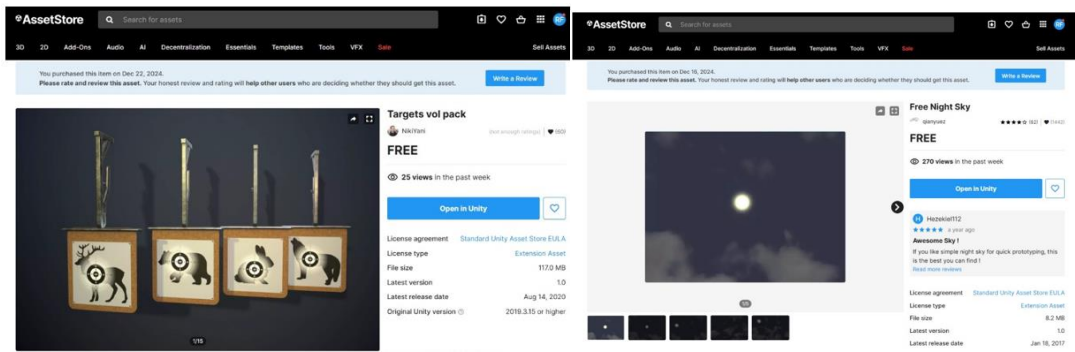 AssetStore
Search for assets
RF
3D 2D Add-Ons Audio AI Decentralization Essentials Templates Tools VFX Sale Sell Assets
You purchased this item on Dec 22, 2024.
Please rate and review this asset. Your honest review and rating will help other users who are deciding whether they should get this asset.
Write a Review
Targets vol pack
NikiYani
(not enough ratings) (60)
FREE
25 views in the past week
Open in Unity
License agreement Standard Unity Asset Store EULA
License type Extension Asset
File size 117.0 MB
Latest version 1.0
Latest release date Aug 14, 2020
Original Unity version 2019.3.15 or higher
AssetStore
Search for assets
RF
3D 2D Add-Ons Audio AI Decentralization Essentials Templates Tools VFX Sale Sell Assets
You purchased this item on Dec 16, 2024.
Please rate and review this asset. Your honest review and rating will help other users who are deciding whether they should get this asset.
Write a Review
Free Night Sky
qianyuez
FREE
270 views in the past week
Open in Unity
H Hezekiel112
a year ago
Awesome Sky !
If you like simple night sky for quick prototyping, this
is the best you can find !
Read more reviews
License agreement Standard Unity Asset Store EULA
License type Extension Asset
File size 8.2 MB
Latest version 1.0
Latest release date Jan 19, 2017